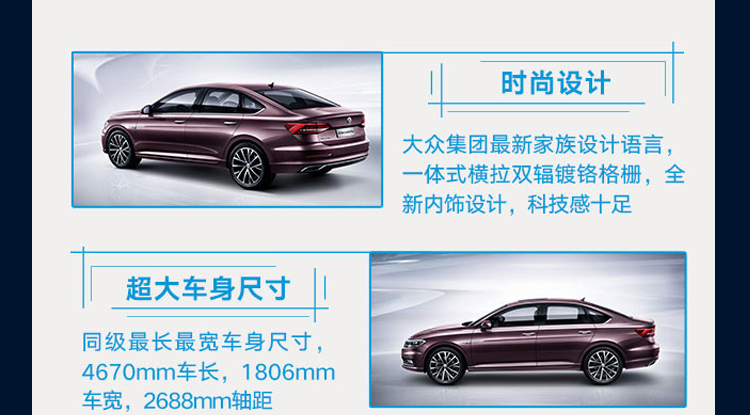 时尚设计
大众集团最新家族设计语言，
一体式横拉双辐镀铬格栅，全
新内饰设计，科技感十足
超大车身尺寸
同级最长最宽车身尺寸，
4670mm车长，1806mm
车宽，2688mm轴距